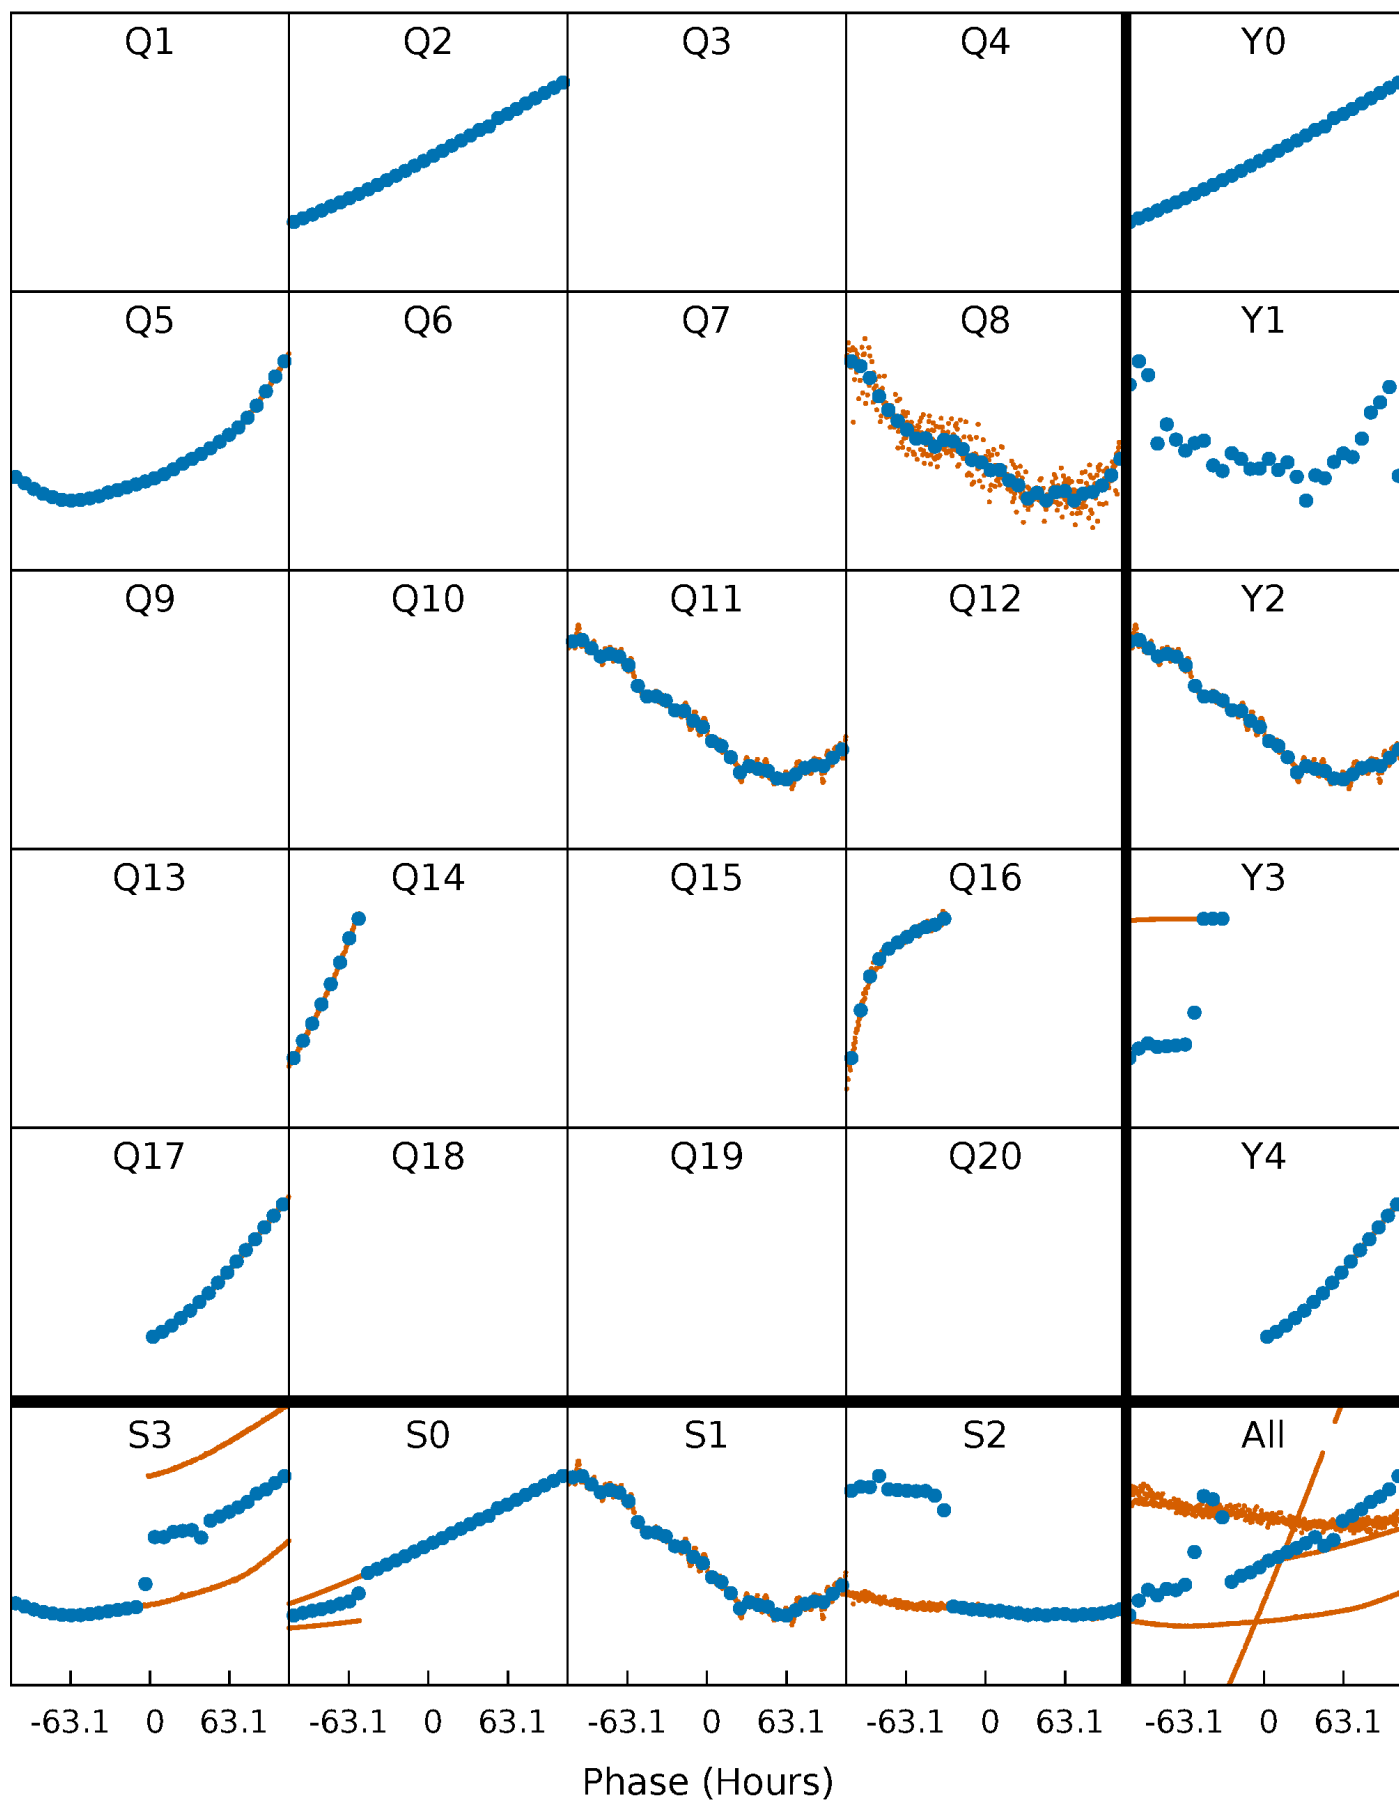 Q1 Q2 Q3 Q4 Y0
Q5 Q6 Q7 Q8 Y1
Q9 Q10 Q11 Q12 Y2
Q13 Q14 Q15 Q16 Y3
Q17 Q18 Q19 Q20 Y4
S3 S0 S1 S2 All
-63.1 0 63.1 -63.1 0 63.1 -63.1 0 63.1 -63.1 0 63.1 -63.1 0 63.1
Phase (Hours)